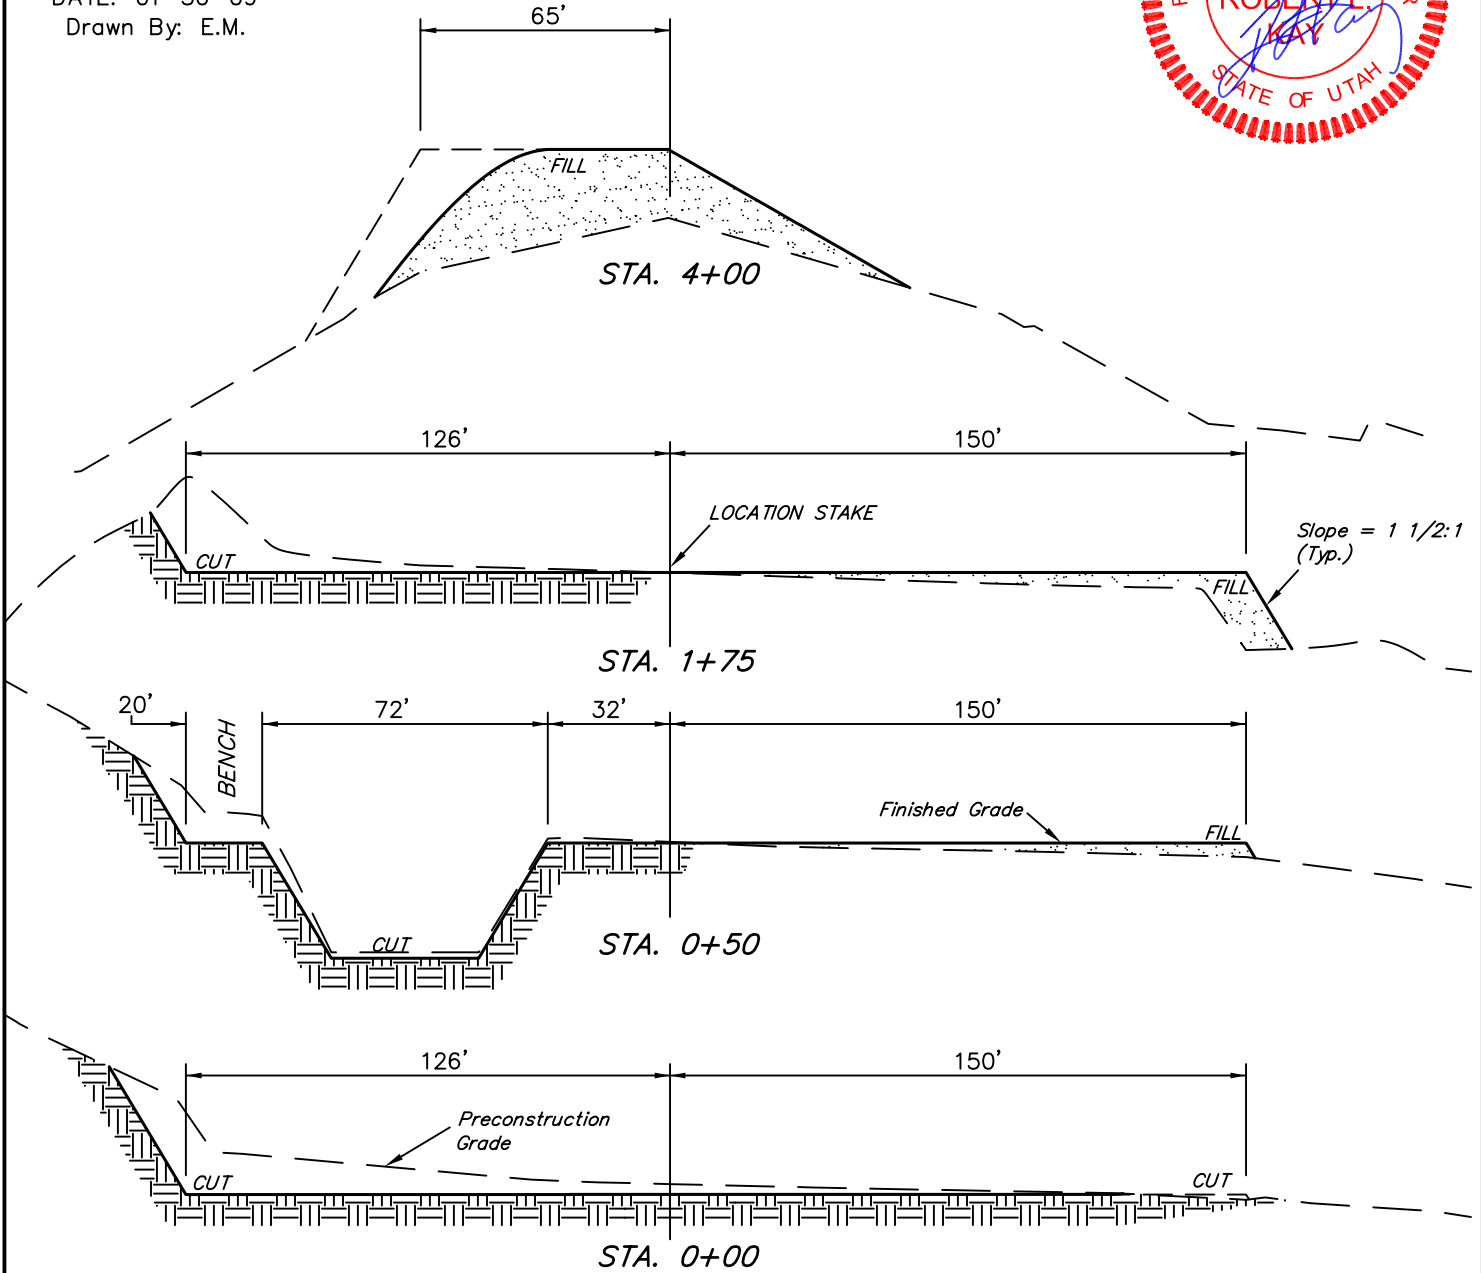 Drawn By: E.M.
65'
KAY
STATE OF UTAH
FILL
STA. 4+00
126'
150'
LOCATION STAKE
Slope = 1 1/2:1
(Typ.)
CUT
FILL
STA. 1+75
20'
BENCH
72'
32'
150'
Finished Grade
FILL
CUT
STA. 0+50
126'
150'
Preconstruction
Grade
CUT
CUT
STA. 0+00